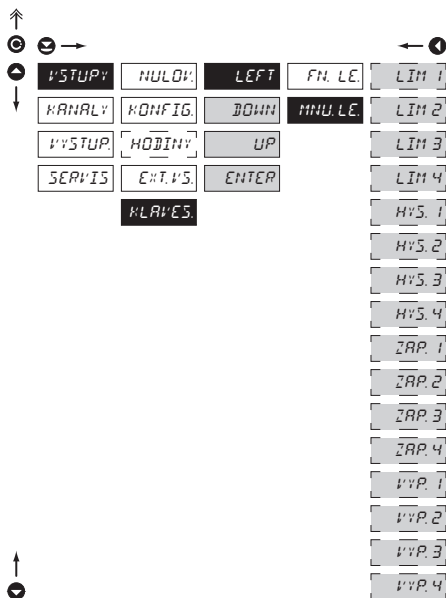 VSTUPY NULOV. LEFT FN. LE. LIM 1
KANALY KONFIG. DOWN MNU.LE. LIM 2
VYSTUP. HODINY UP LIM 3
SERVIS EXT.VS. ENTER LIM 4
KLAVES. HYS. 1
HYS. 2
HYS. 3
HYS. 4
ZAP. 1
ZAP. 2
ZAP. 3
ZAP. 4
VYP. 1
VYP. 2
VYP. 3
VYP. 4